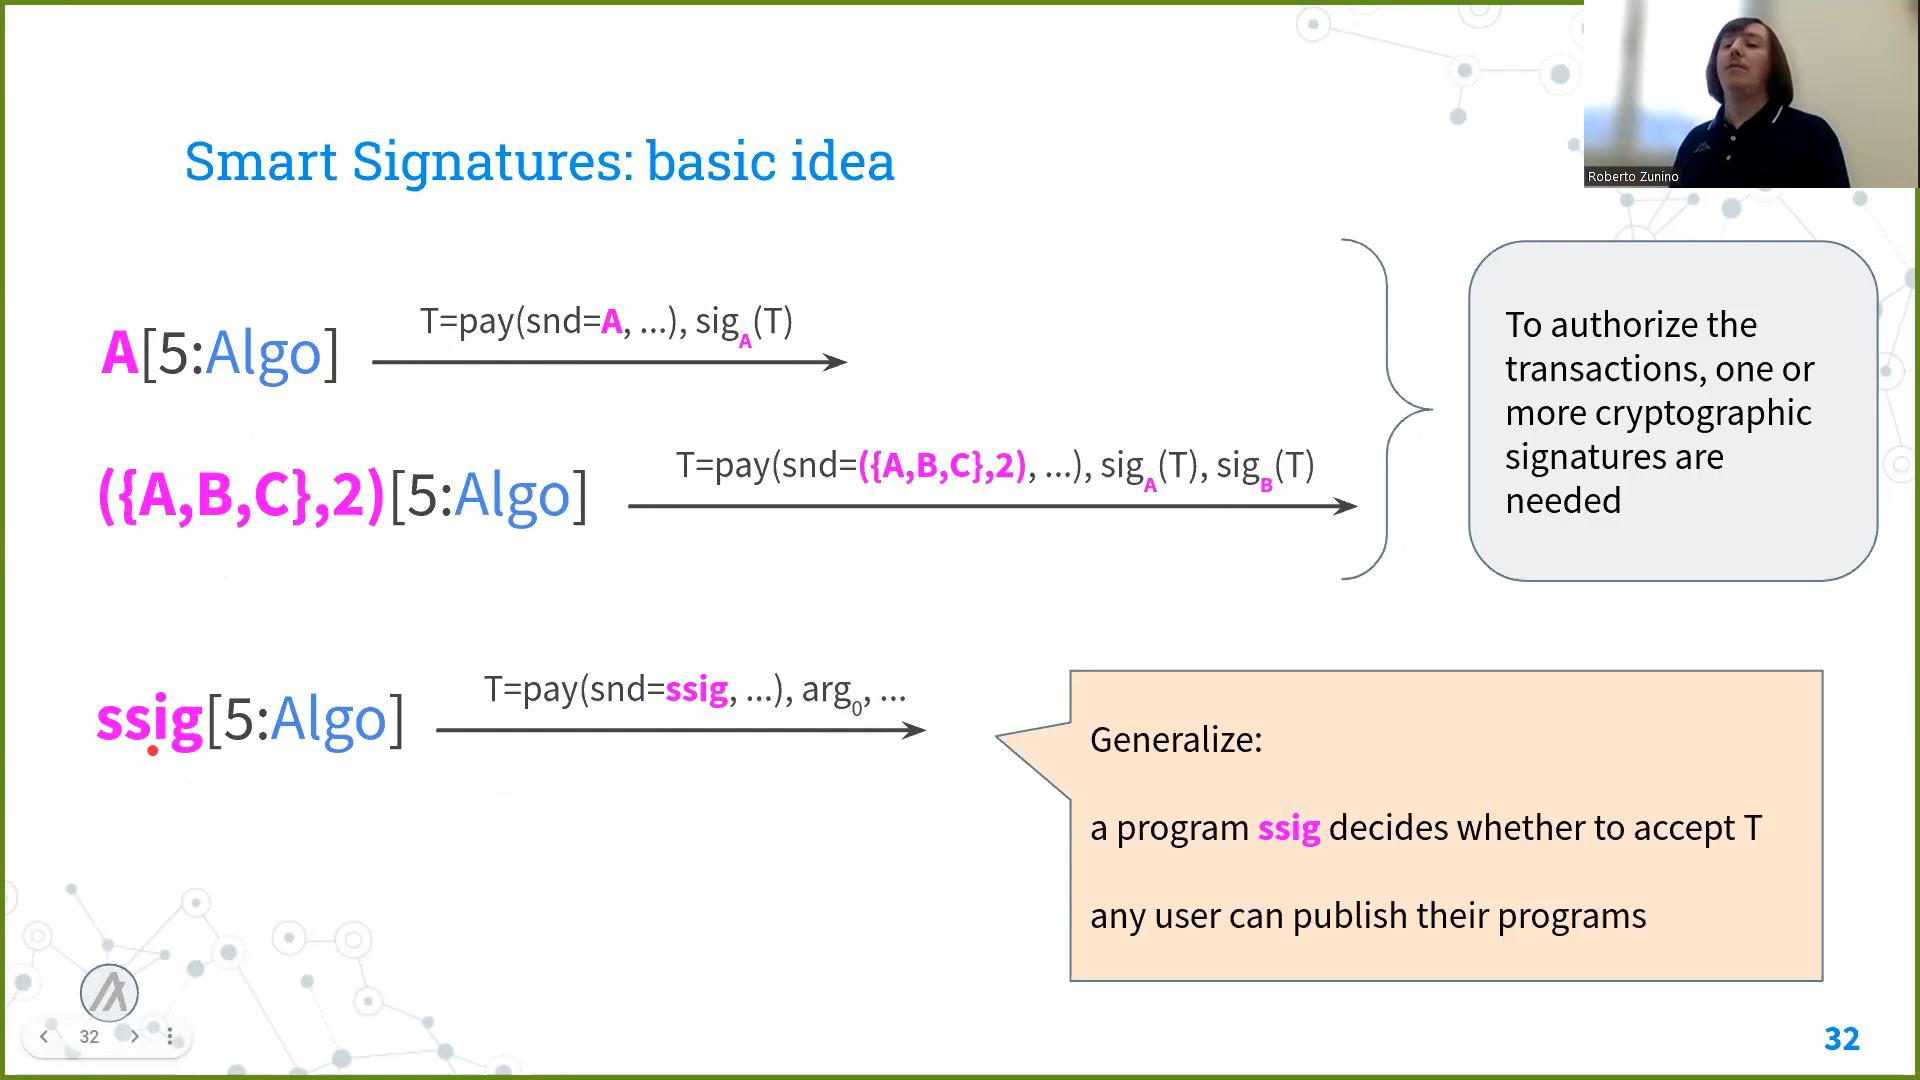 Roberto Zunino
Smart Signatures: basic idea
A[5:Algo]
T=pay(snd=A, ...), sigA(T)
({A,B,C},2)[5:Algo]
T=pay(snd=({A,B,C},2), ...), sigA(T), sigB(T)
To authorize the
transactions, one or
more cryptographic
signatures are
needed
ssig[5:Algo]
T=pay(snd=ssig, ...), arg0, ...
Generalize:
a program ssig decides whether to accept T
any user can publish their programs
32
32